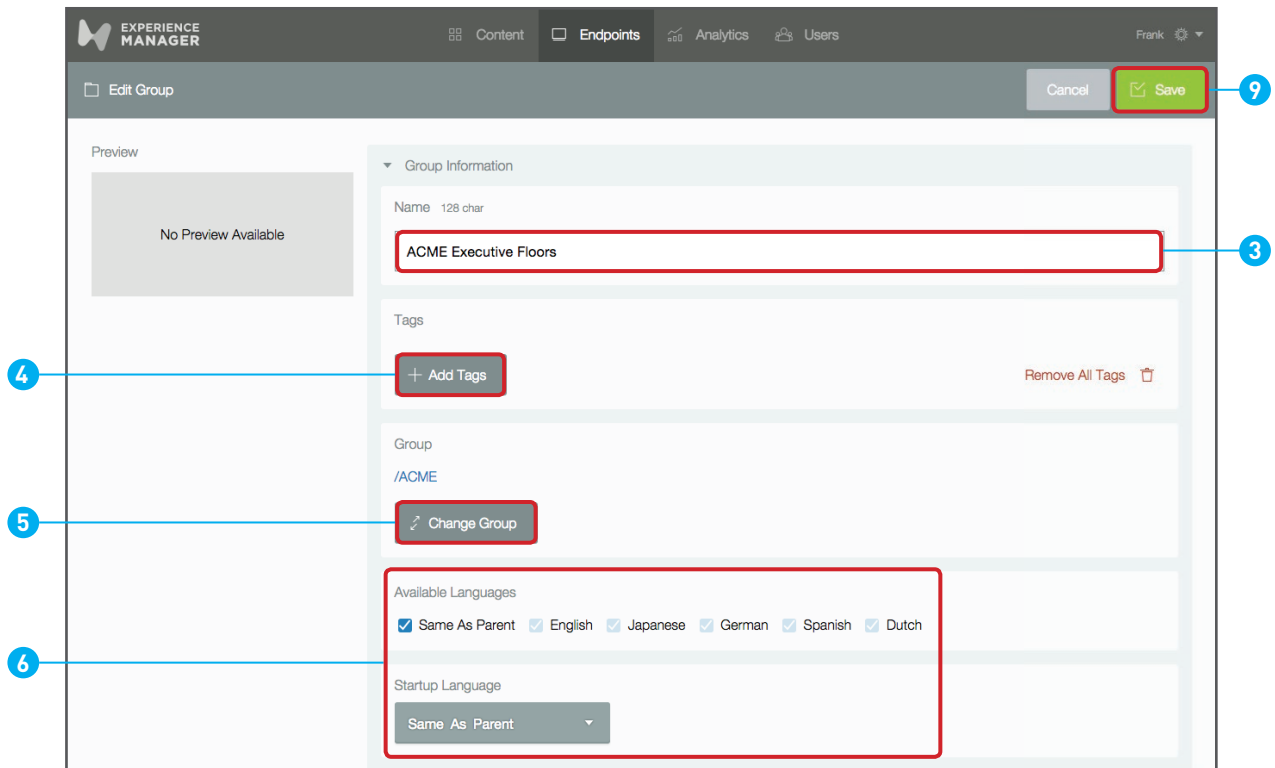 EXPERIENCE
MANAGER
Content Endpoints Analytics Users Frank
Edit Group Cancel Save 9
Preview
Group Information
Name 128 char
No Preview Available
ACME Executive Floors 3
Tags
4 Add Tags Remove All Tags
Group
/ACME
5 Change Group
Available Languages
Same As Parent English Japanese German Spanish Dutch
6
Startup Language
Same As Parent